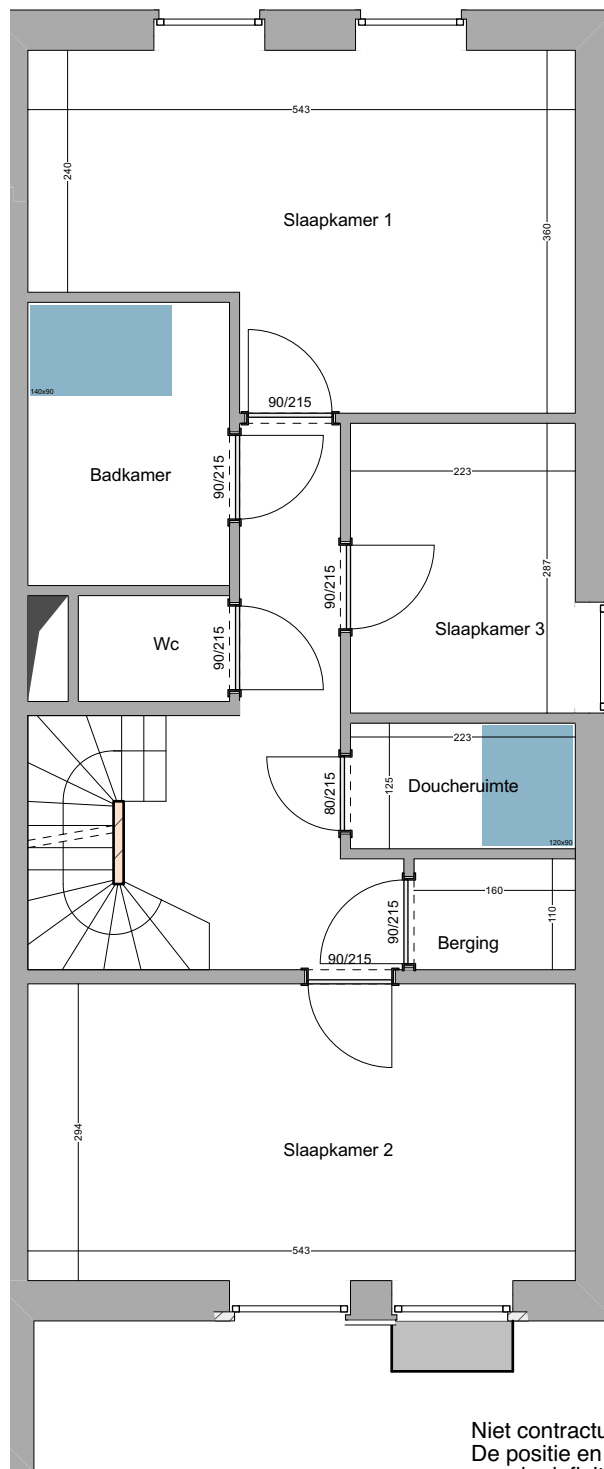 543
240
Slaapkamer 1
360
140x90
90/215
Badkamer
90/215
223
287
90/215
Slaapkamer 3
Wc
90/215
223
125
Doucheruimte
80/215
120x90
160
110
90/215
Berging
90/215
294
Slaapkamer 2
543
Niet contractu
De positie en